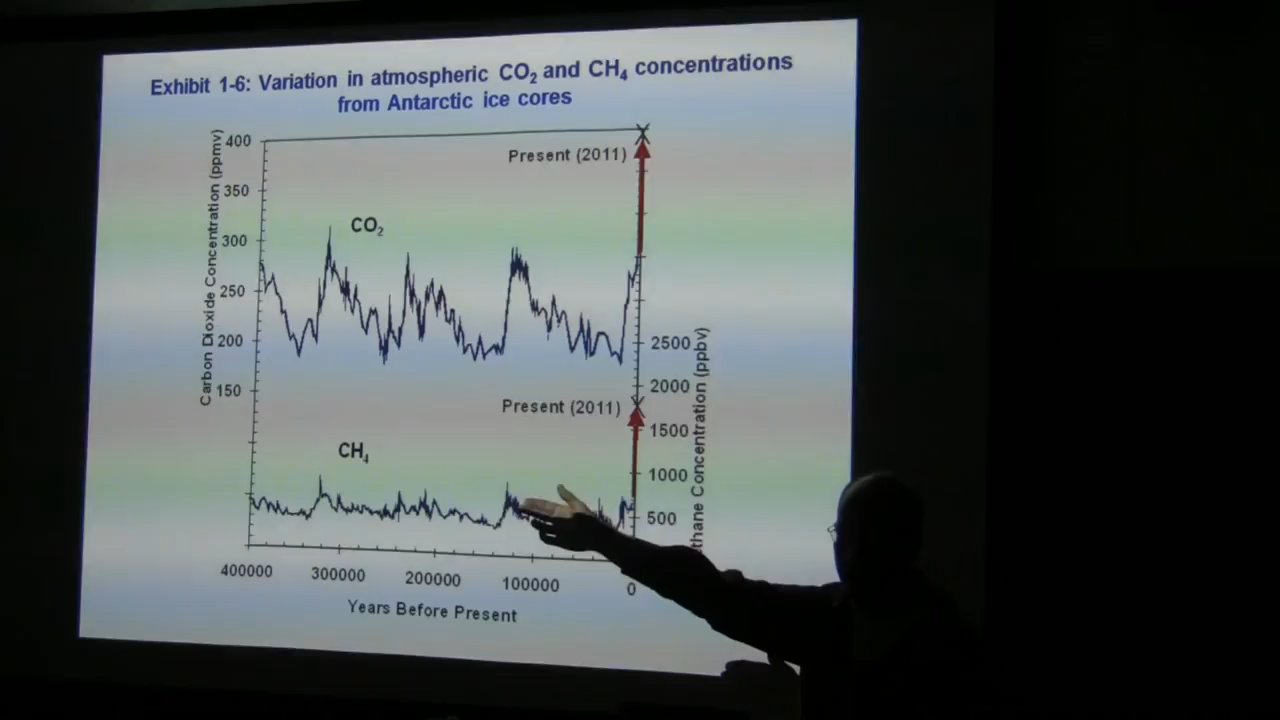 Exhibit 1-6: Variation in atmospheric CO₂ and CH₄ concentrations
from Antarctic ice cores
Carbon Dioxide Concentration (ppmv)
400
350
300
250
200
150
CO₂
Present (2011)
CH₄
Present (2011)
2500
2000
1500
1000
500
thane Concentration (ppbv)
400000 300000 200000 100000 0
Years Before Present